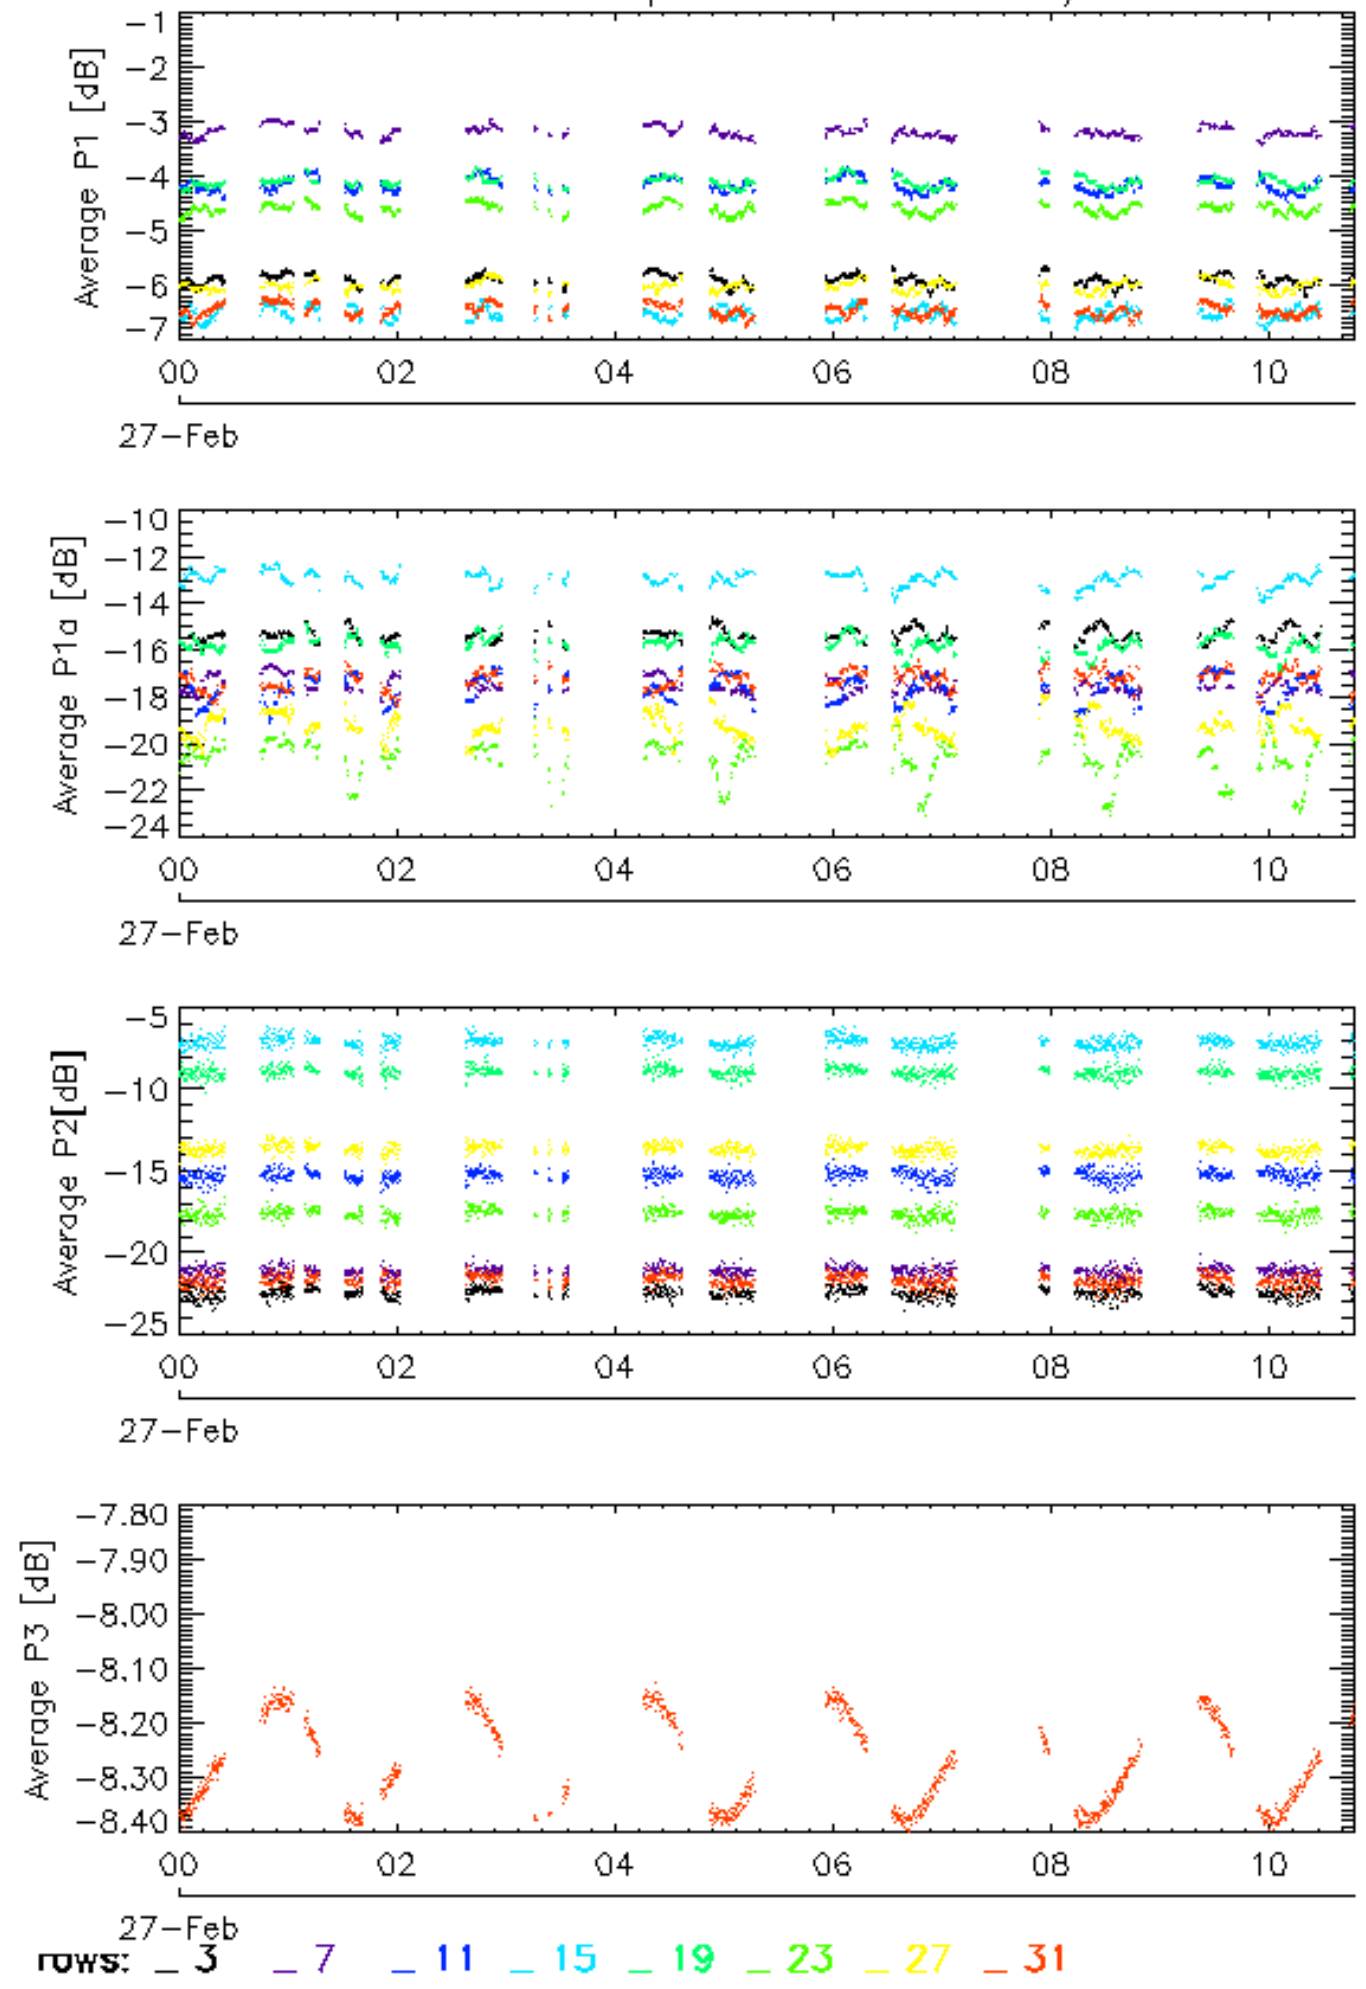 Average P1 [dB]
-1
-2
-3
-4
-5
-6
-7
00 02 04 06 08 10
27-Feb
Average P1a [dB]
-10
-12
-14
-16
-18
-20
-22
-24
00 02 04 06 08 10
27-Feb
Average P2[dB]
-5
-10
-15
-20
-25
00 02 04 06 08 10
27-Feb
Average P3 [dB]
-7.80
-7.90
-8.00
-8.10
-8.20
-8.30
-8.40
00 02 04 06 08 10
27-Feb
rows: _ 3 _ 7 _ 11 _ 15 _ 19 _ 23 _ 27 _ 31